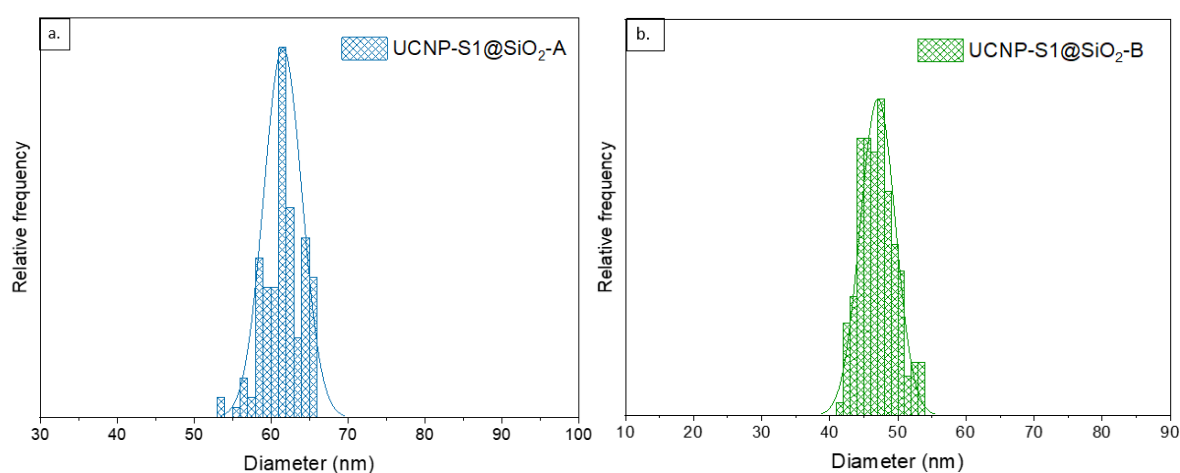 a.
UCNP-S1@SiO₂-A
Relative frequency
30 40 50 60 70 80 90 100
Diameter (nm)
b.
UCNP-S1@SiO₂-B
Relative frequency
10 20 30 40 50 60 70 80 90
Diameter (nm)